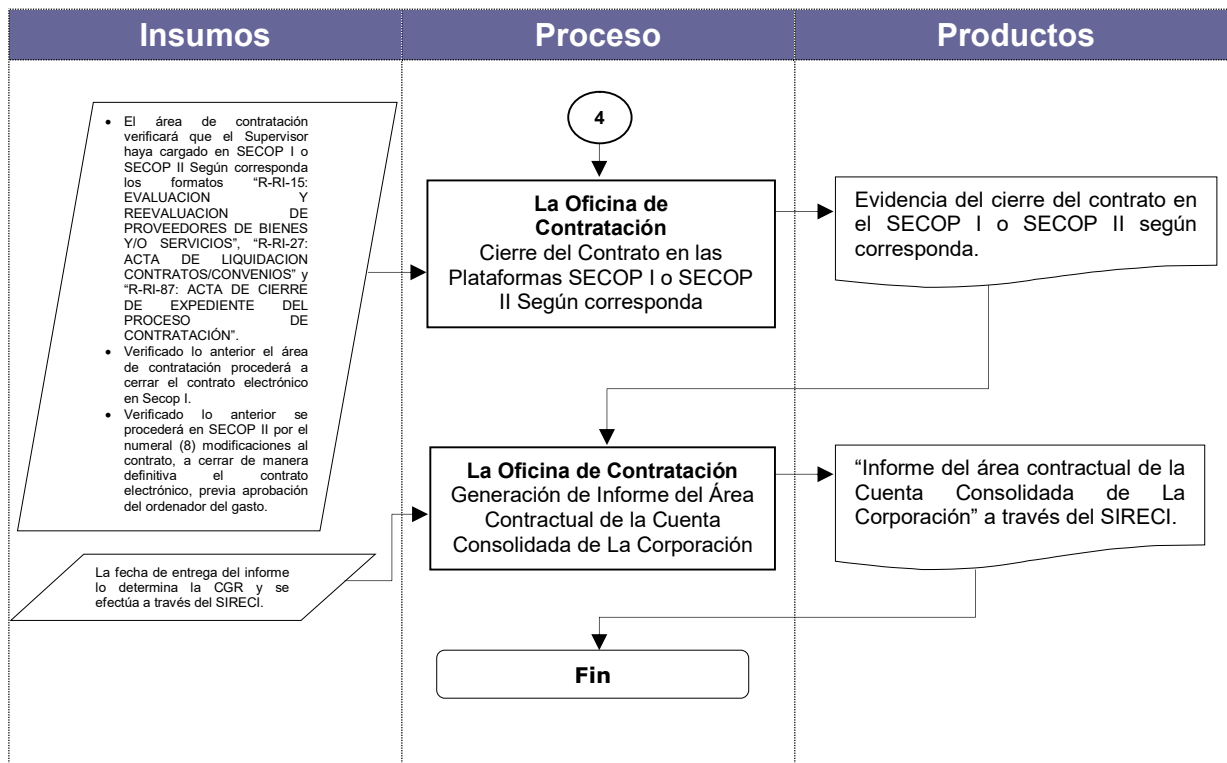 Insumos
Proceso
Productos
• El área de contratación
verificará que el Supervisor
haya cargado en SECOP I o
SECOP II Según corresponda
los formatos “R-RI-15:
EVALUACION Y
REEVALUACION DE
PROVEEDORES DE BIENES
Y/O SERVICIOS”, “R-RI-27:
ACTA DE LIQUIDACION
CONTRATOS/CONVENIOS” y
“R-RI-87: ACTA DE CIERRE
DE EXPEDIENTE DEL
PROCESO DE
CONTRATACIÓN”.
• Verificado lo anterior el área
de contratación procederá a
cerrar el contrato electrónico
en Secop I.
• Verificado lo anterior se
procederá en SECOP II por el
numeral (8) modificaciones al
contrato, a cerrar de manera
definitiva el contrato
electrónico, previa aprobación
del ordenador del gasto.
4
La Oficina de
Contratación
Cierre del Contrato en las
Plataformas SECOP I o SECOP
II Según corresponda
Evidencia del cierre del contrato en
el SECOP I o SECOP II según
corresponda.
La fecha de entrega del informe
lo determina la CGR y se
efectúa a través del SIRECI.
La Oficina de Contratación
Generación de Informe del Área
Contractual de la Cuenta
Consolidada de La Corporación
“Informe del área contractual de la
Cuenta Consolidada de La
Corporación” a través del SIRECI.
Fin